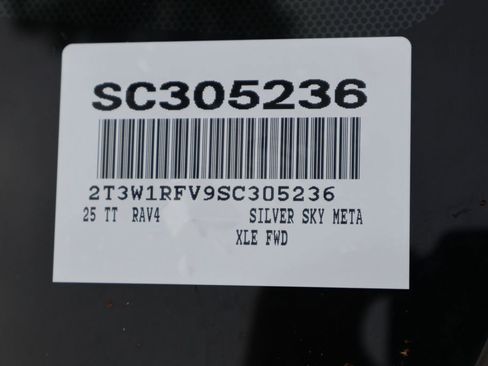 SC305236
2T3W1RFV9SC305236
25 TT RAV4 SILVER SKY META
XLE FWD